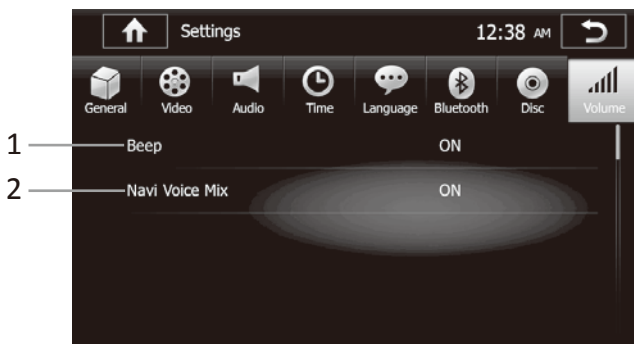 Settings 12:38 AM
General Video Audio Time Language Bluetooth Disc Volume
1 Beep ON
2 Navi Voice Mix ON